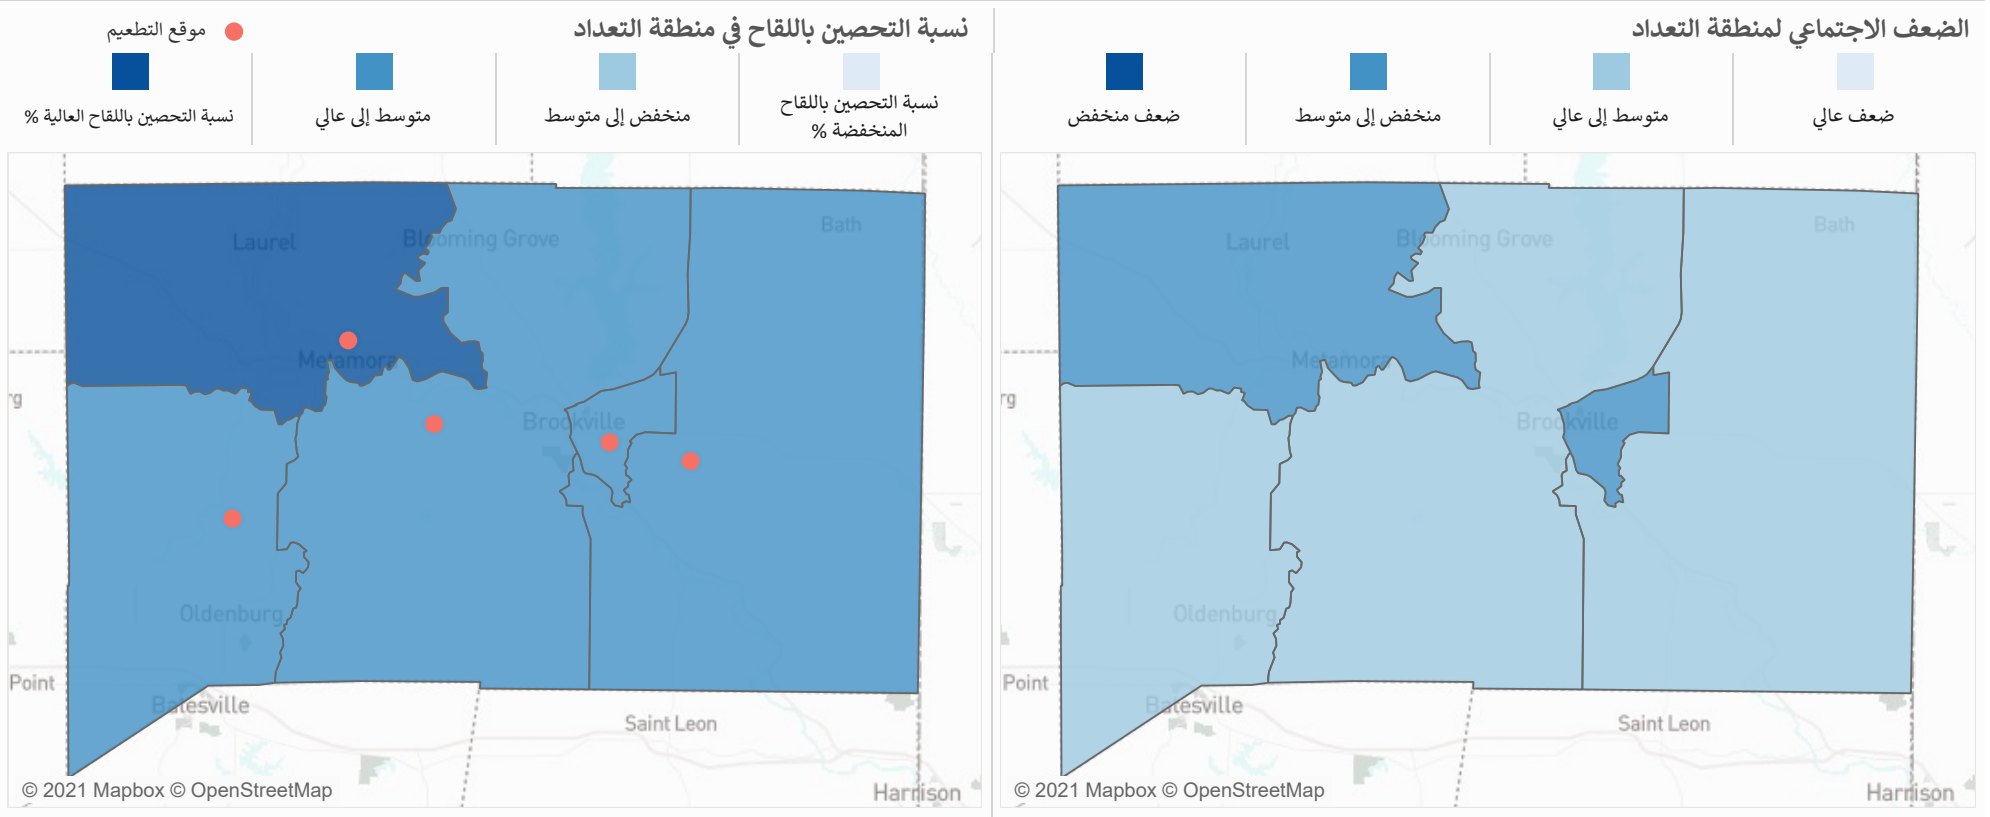 الضعف الاجتماعي لمنطقة التعداد
ضعف عالي
متوسط إلى عالي
منخفض إلى متوسط
ضعف منخفض
Laurel
Blooming Grove
Bath
Metamora
rg
Brookville
Oldenburg
Point
Batesville
Saint Leon
© 2021 Mapbox © OpenStreetMap
Harrison
نسبة التحصين باللقاح في منطقة التعداد
موقع التطعيم
نسبة التحصين باللقاح
المنخفضة %
منخفض إلى متوسط
متوسط إلى عالي
نسبة التحصين باللقاح العالية %
Laurel
Blooming Grove
Bath
Metamora
rg
Brookville
Oldenburg
Point
Batesville
Saint Leon
© 2021 Mapbox © OpenStreetMap
Harrison